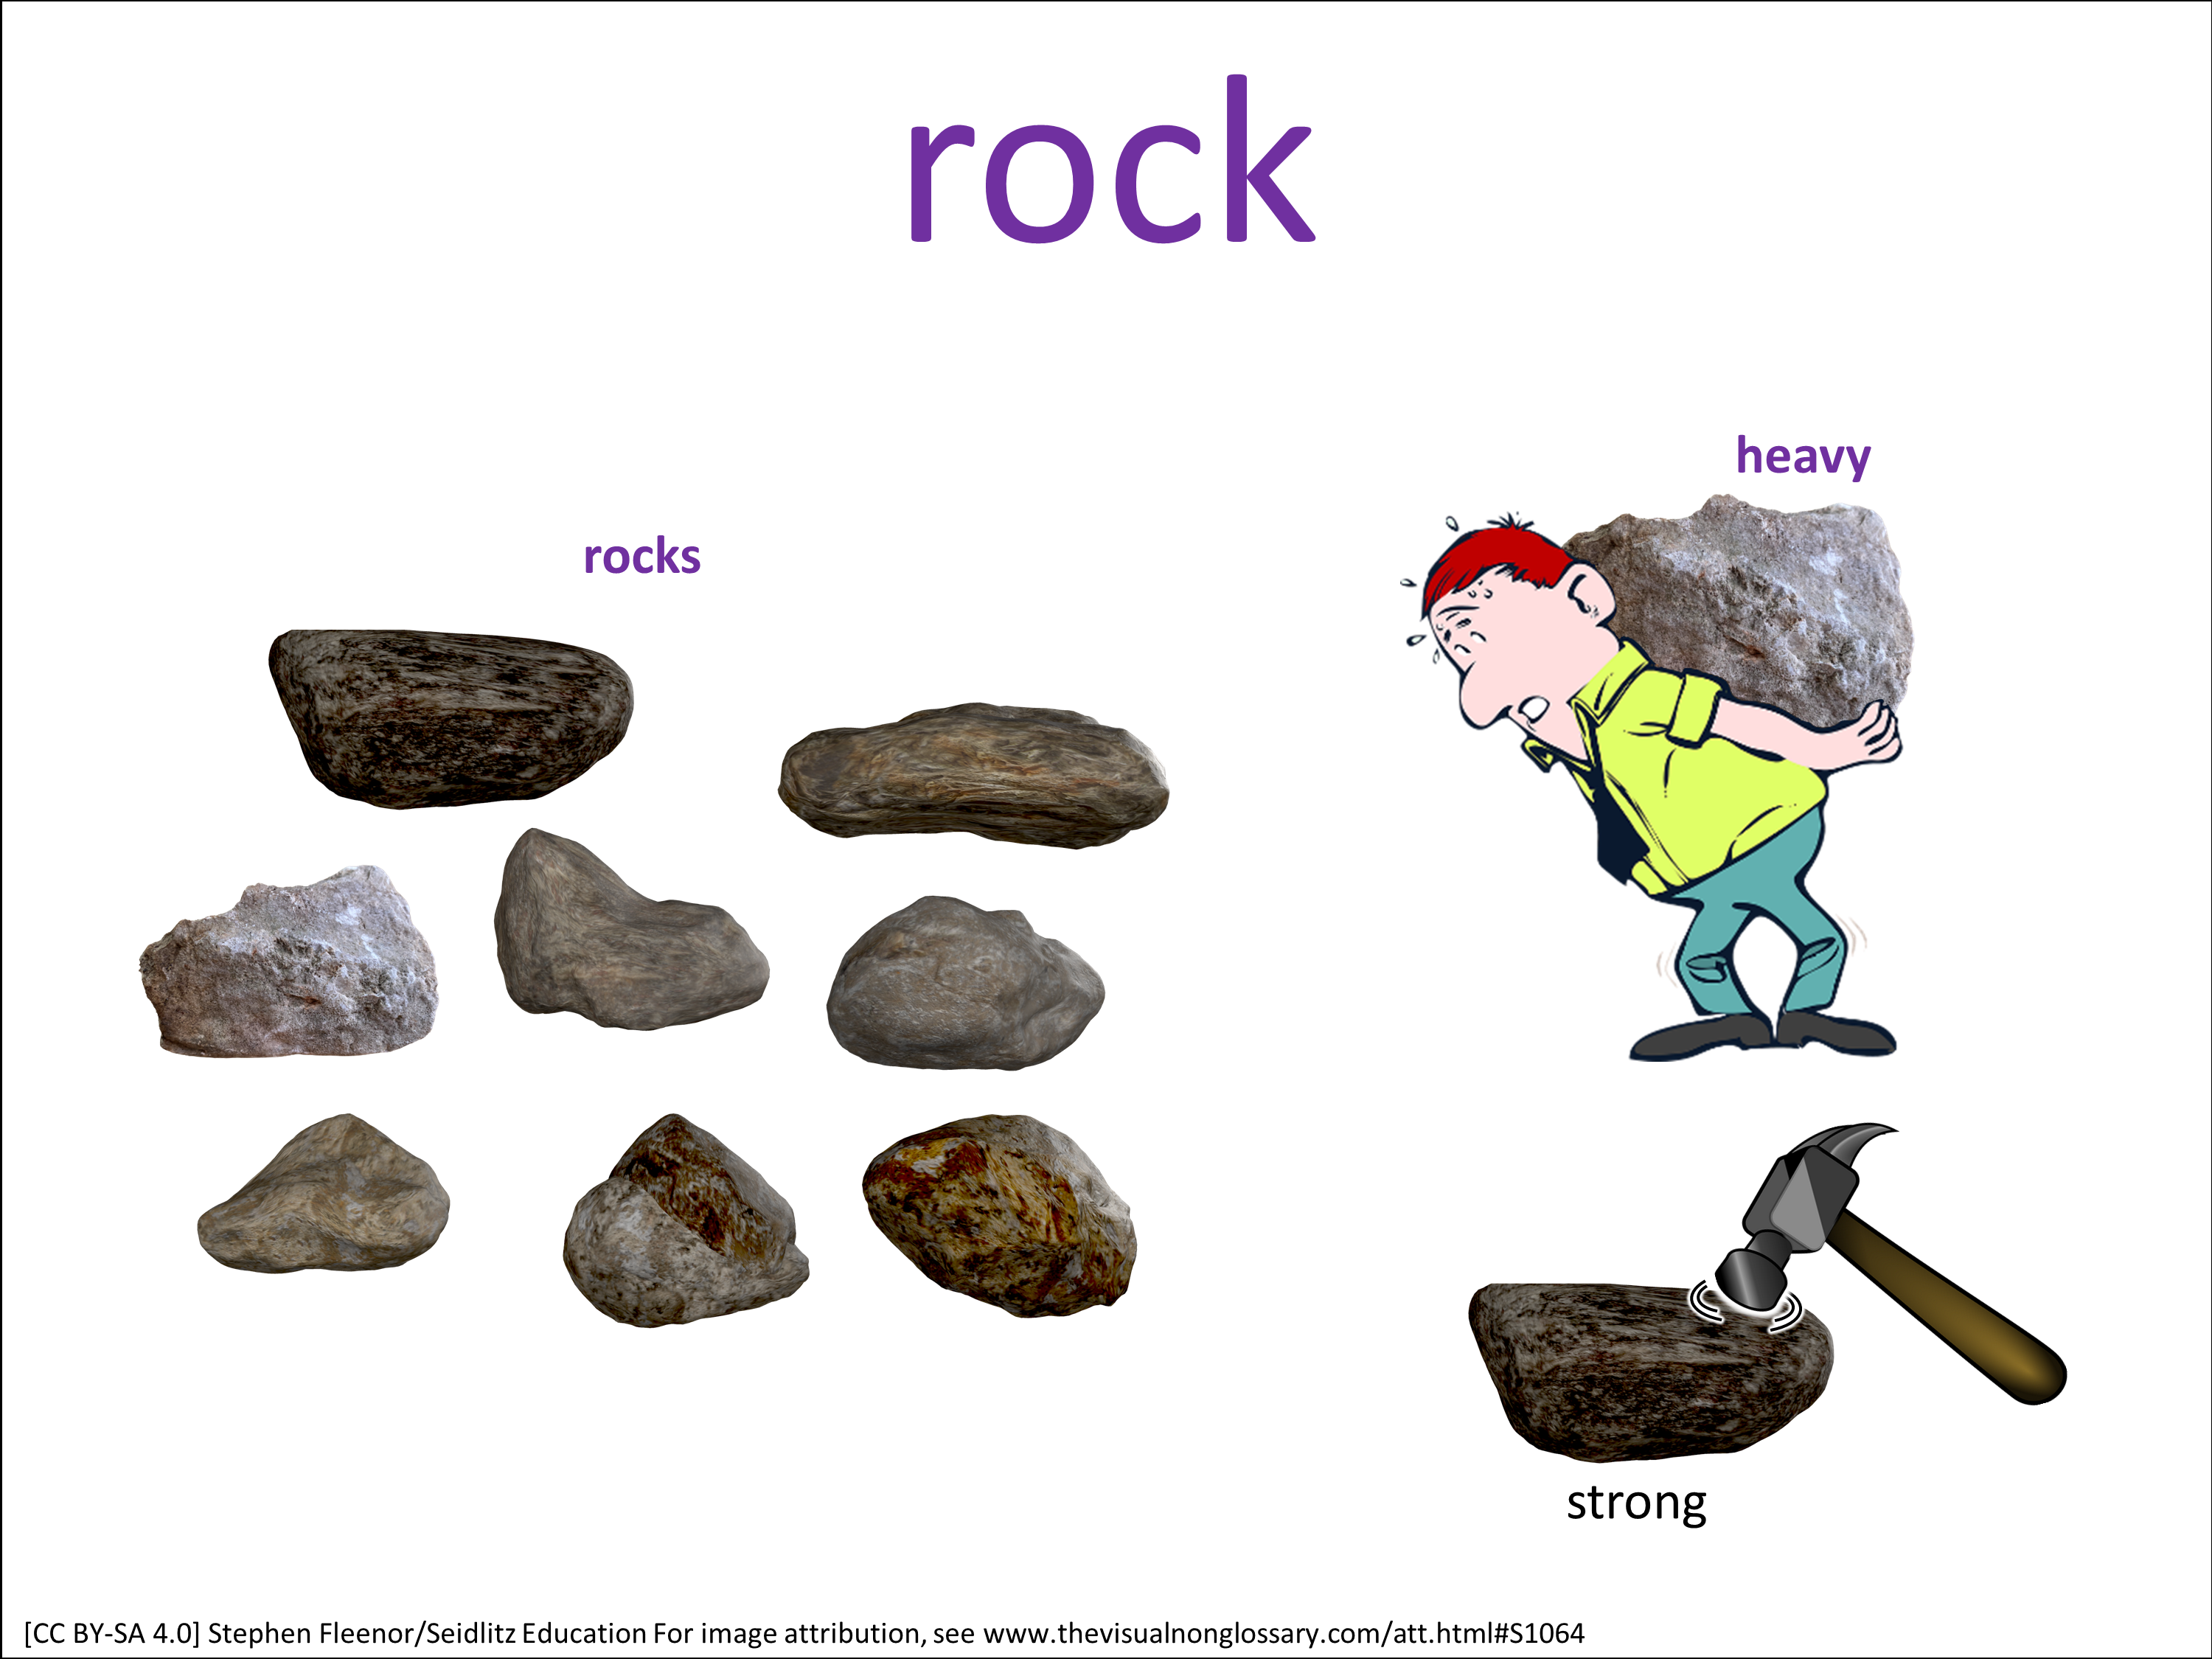 rock
heavy
rocks
strong
[CC BY-SA 4.0] Stephen Fleenor/Seidlitz Education For image attribution, see www.thevisualnonglossary.com/att.html#S1064